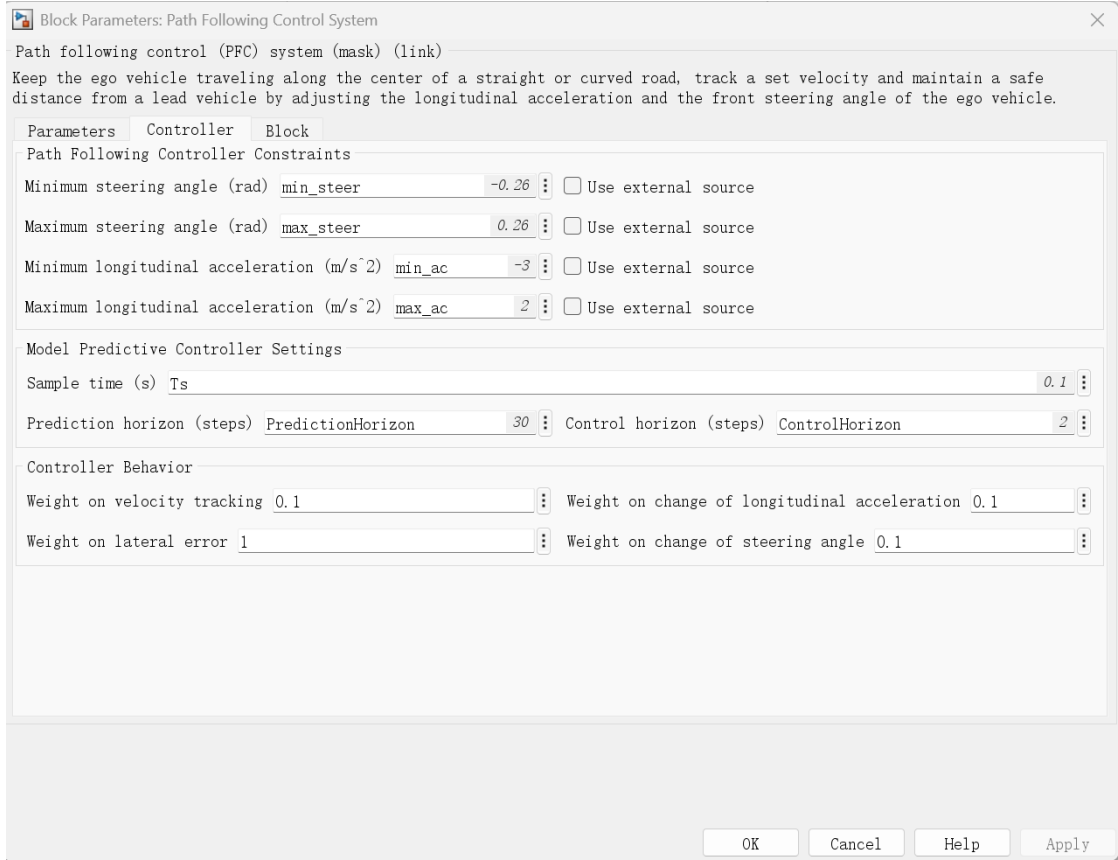 Block Parameters: Path Following Control System
Path following control (PFC) system (mask) (link)
Keep the ego vehicle traveling along the center of a straight or curved road, track a set velocity and maintain a safe
distance from a lead vehicle by adjusting the longitudinal acceleration and the front steering angle of the ego vehicle.
Parameters Controller Block
Path Following Controller Constraints
Minimum steering angle (rad) min_steer -0.26 Use external source
Maximum steering angle (rad) max_steer 0.26 Use external source
Minimum longitudinal acceleration (m/s^2) min_ac -3 Use external source
Maximum longitudinal acceleration (m/s^2) max_ac 2 Use external source
Model Predictive Controller Settings
Sample time (s) Ts 0.1
Prediction horizon (steps) PredictionHorizon 30 Control horizon (steps) ControlHorizon 2
Controller Behavior
Weight on velocity tracking 0.1 Weight on change of longitudinal acceleration 0.1
Weight on lateral error 1 Weight on change of steering angle 0.1
OK Cancel Help Apply